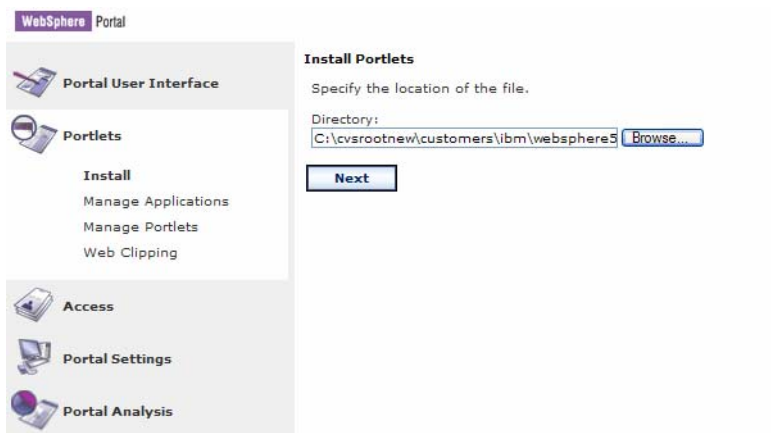 WebSphere Portal
Portal User Interface
Portlets
Install
Manage Applications
Manage Portlets
Web Clipping
Access
Portal Settings
Portal Analysis
Install Portlets
Specify the location of the file.
Directory:
C:\cvsrootnew\customers\ibm\websphere5 Browse...
Next